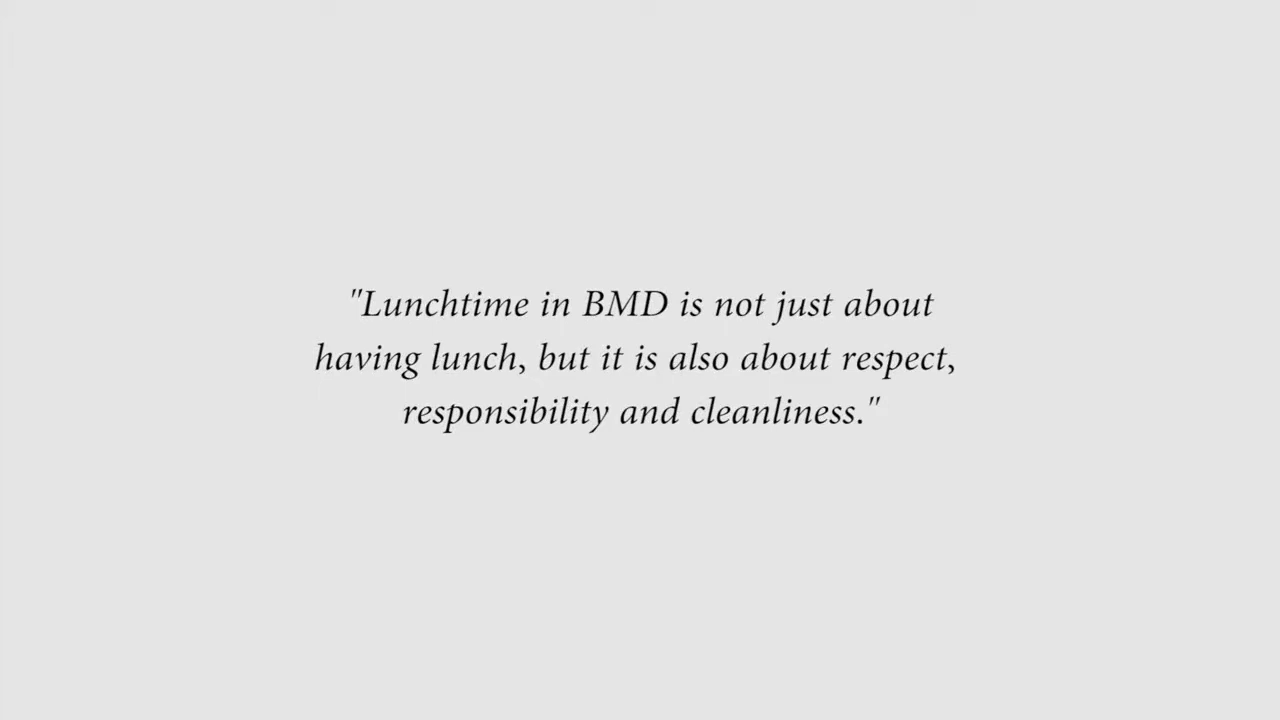 "Lunchtime in BMD is not just about
having lunch, but it is also about respect,
responsibility and cleanliness."